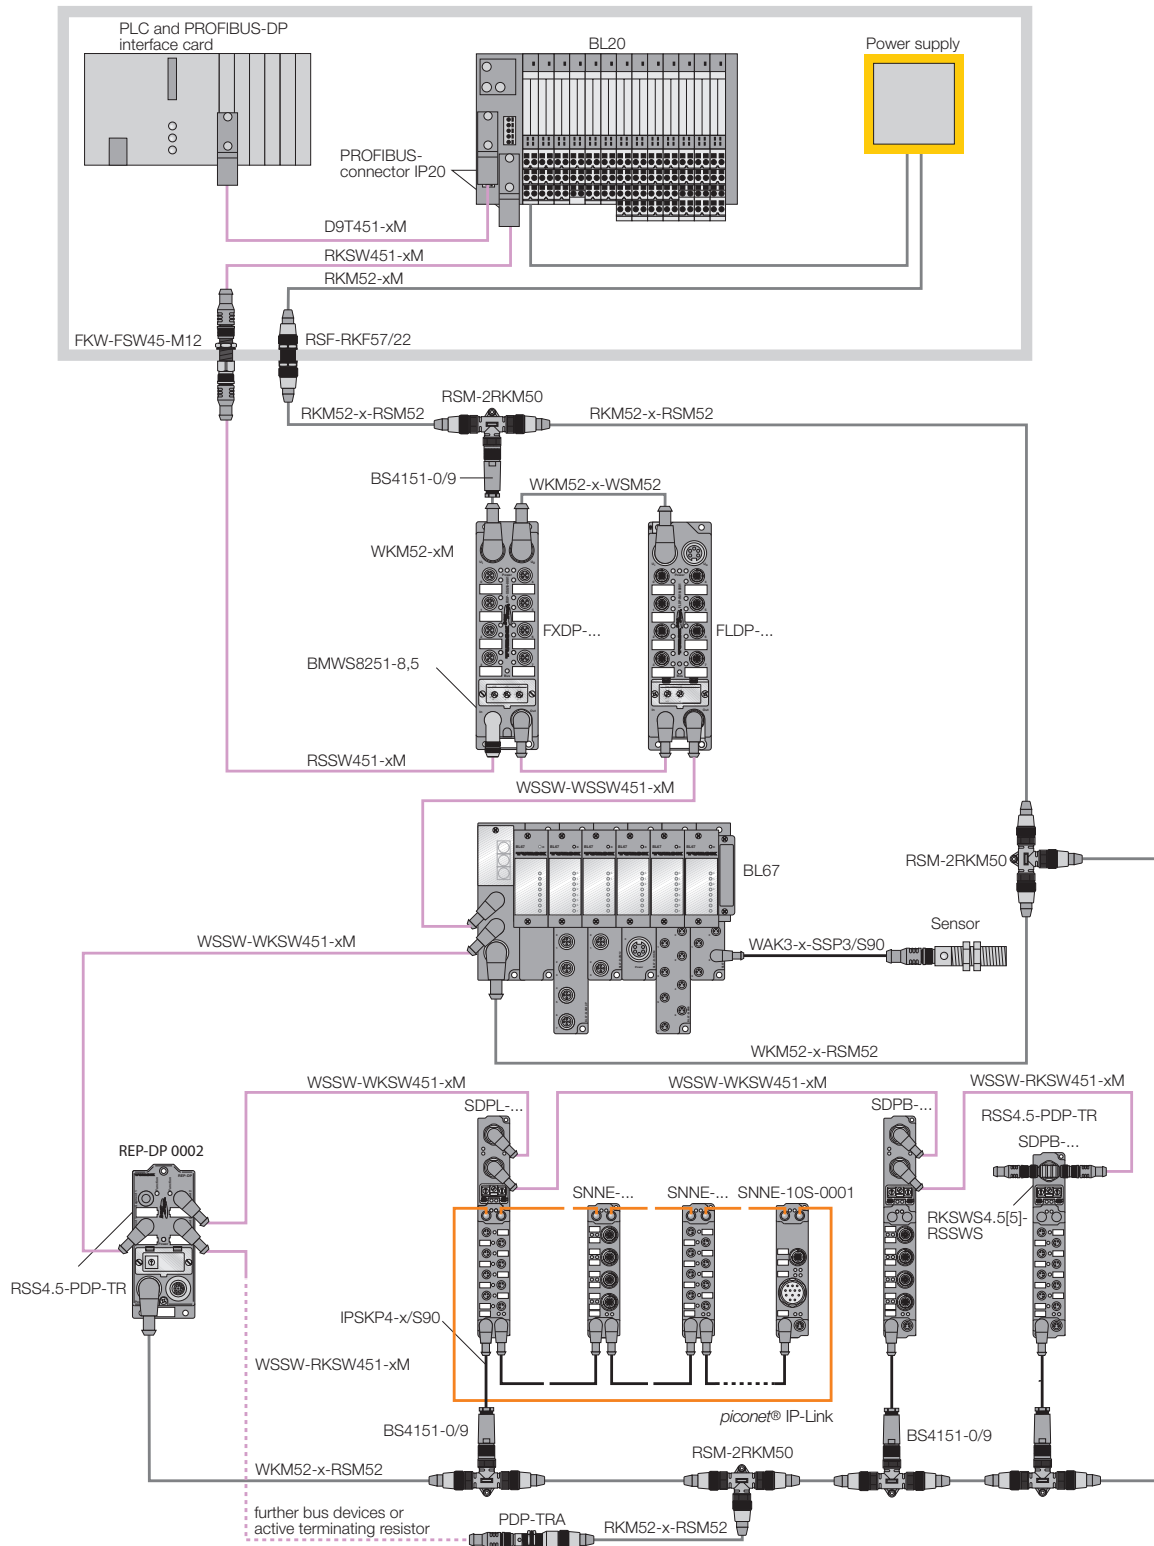 PLC and PROFIBUS-DP
interface card
BL20
Power supply
PROFIBUS-
connector IP20
D9T451-xM
RKSW451-xM
RKM52-xM
FKW-FSW45-M12
RSF-RKF57/22
RSM-2RKM50
RKM52-x-RSM52
RKM52-x-RSM52
BS4151-0/9
WKM52-x-WSM52
WKM52-xM
FXDP-...
FLDP-...
BMWS8251-8,5
RSSW451-xM
WSSW-WSSW451-xM
RSM-2RKM50
BL67
Sensor
WSSW-WKSW451-xM
WAK3-x-SSP3/S90
WKM52-x-RSM52
WSSW-WKSW451-xM
WSSW-WKSW451-xM
WSSW-RKSW451-xM
SDPL-...
SDPB-...
RSS4.5-PDP-TR
SDPB-...
REP-DP 0002
REP-DP
SNNE-...
SNNE-...
SNNE-10S-0001
RKSWS4.5[5]-
RSSWS
RSS4.5-PDP-TR
IPSKP4-x/S90
WSSW-RKSW451-xM
piconet® IP-Link
BS4151-0/9
BS4151-0/9
RSM-2RKM50
WKM52-x-RSM52
further bus devices or
active terminating resistor
PDP-TRA
RKM52-x-RSM52